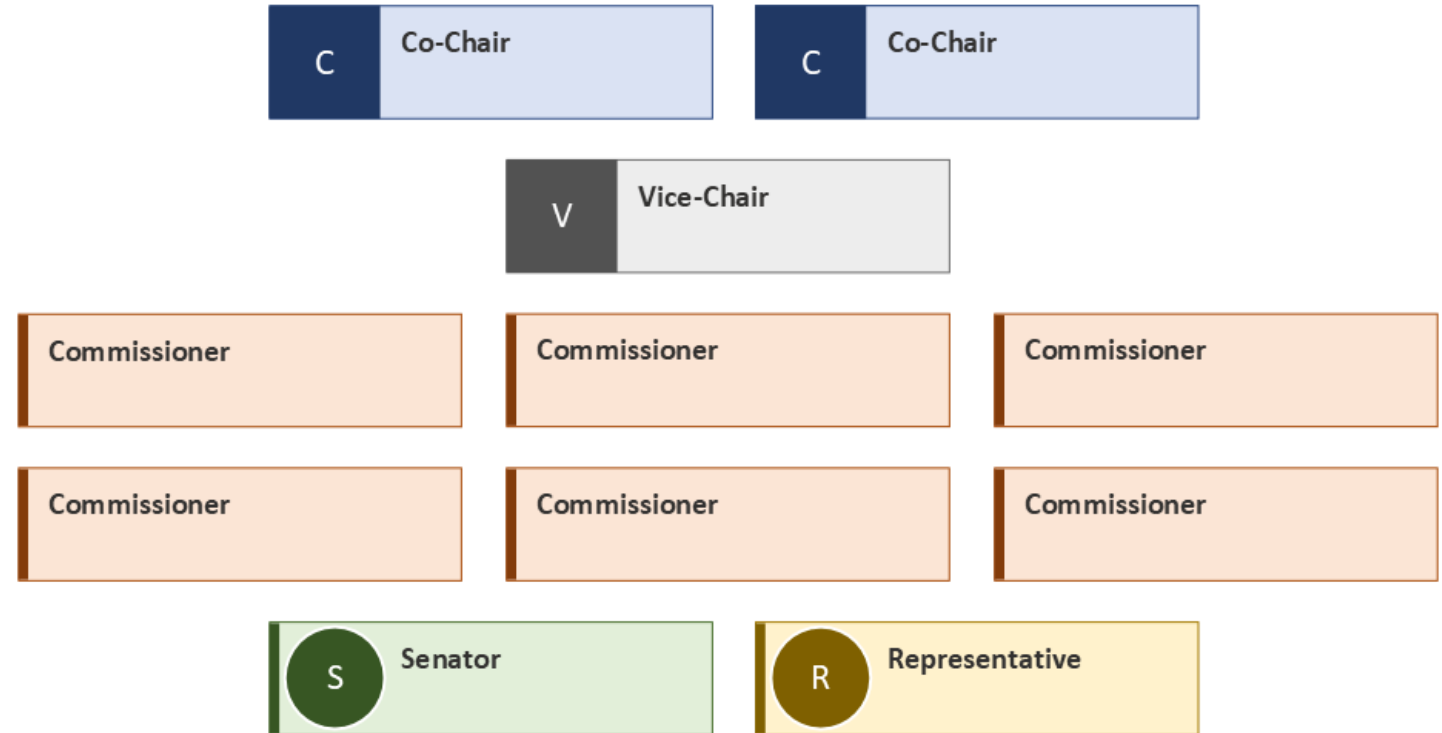 C Co-Chair
C Co-Chair
V Vice-Chair
Commissioner
Commissioner
Commissioner
Commissioner
Commissioner
Commissioner
S Senator
R Representative